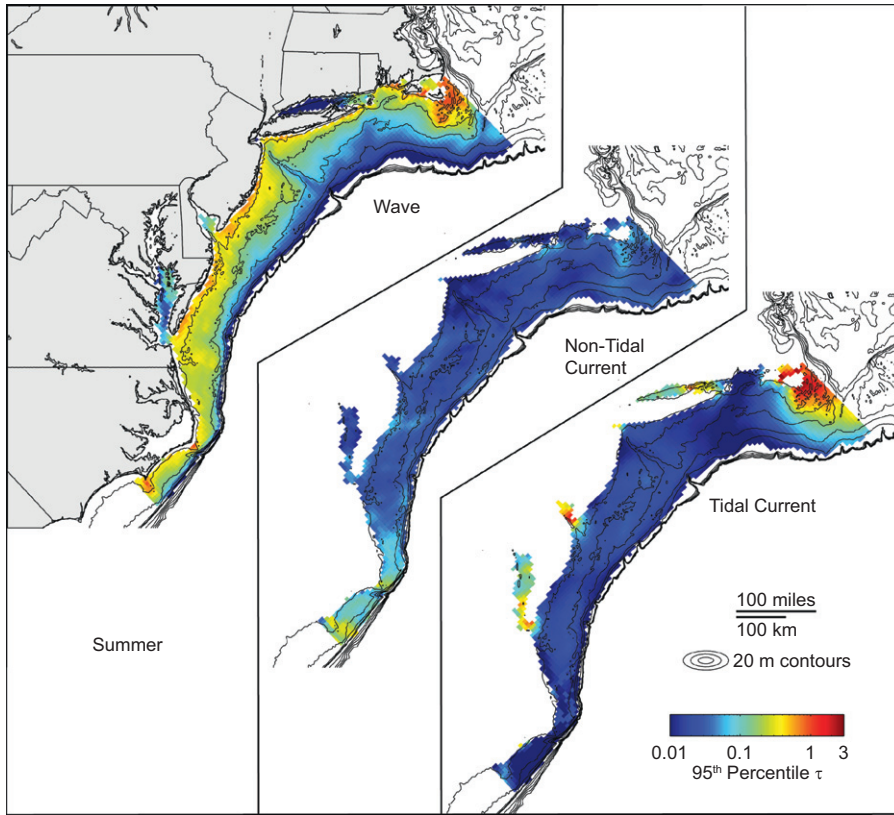 Wave
Non-Tidal
Current
Tidal Current
Summer
100 miles
100 km
20 m contours
0.01 0.1 1 3
95th Percentile τ